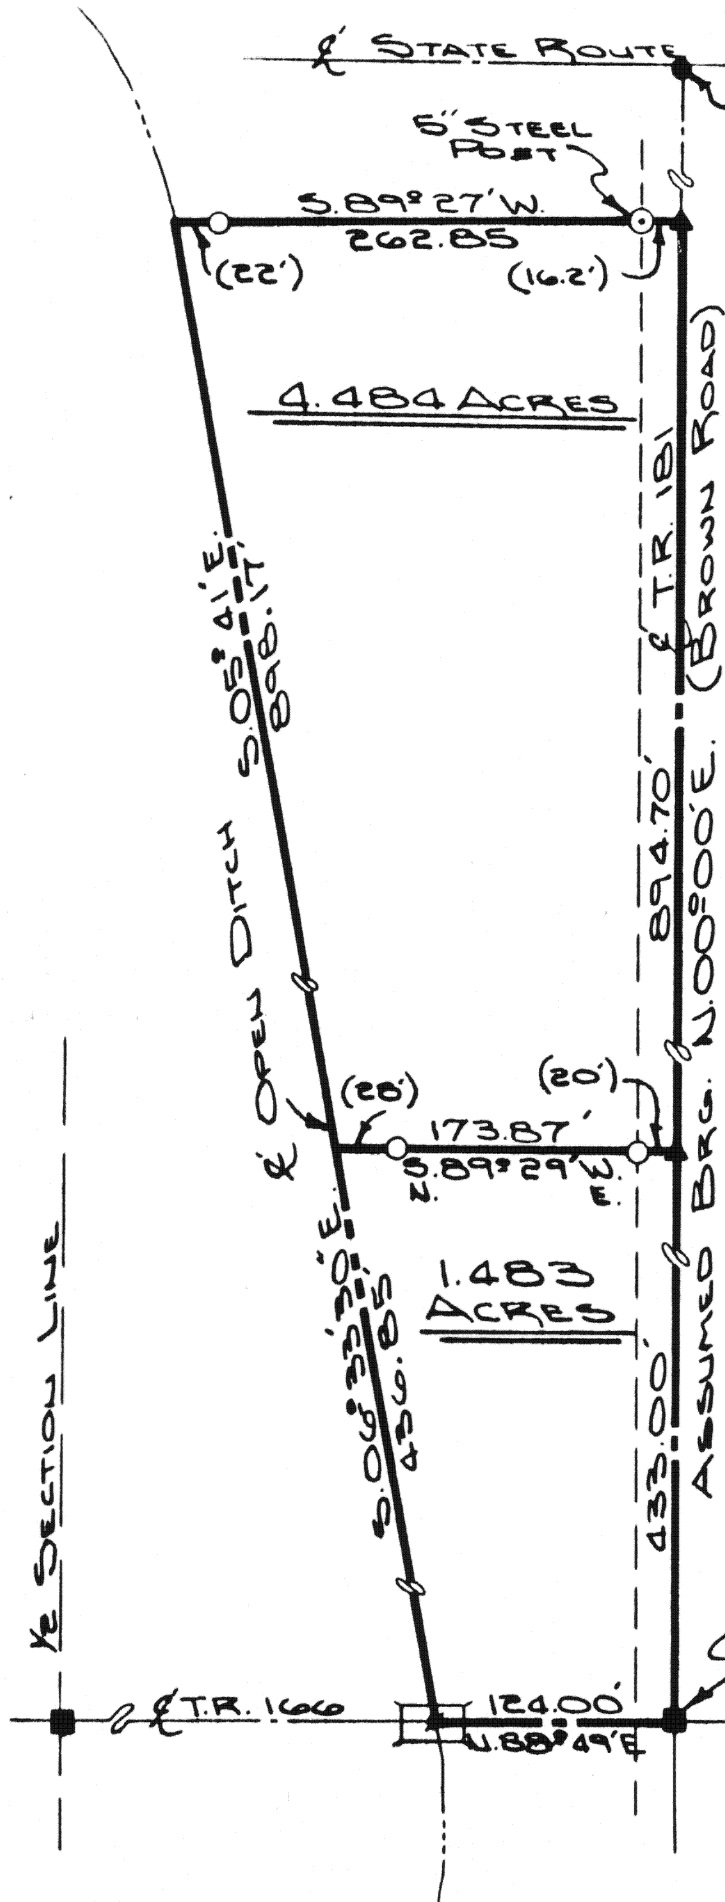 ℄ STATE ROUTE
5" STEEL
POST
S.89°27'W.
262.85
(22')
(16.2')
4.484 ACRES
℄ T.R. 181
(BROWN ROAD)
S.05°41'E.
898.17'
894.70'
ASSUMED BRG. N.00°00'E.
℄ OPEN DITCH
(28')
(20')
173.87'
S.89°29'W.
N. E.
1.483
ACRES
S.06°33'30"E.
436.85'
433.00'
1/2 SECTION LINE
℄ T.R. 166
124.00'
N.88°49'E